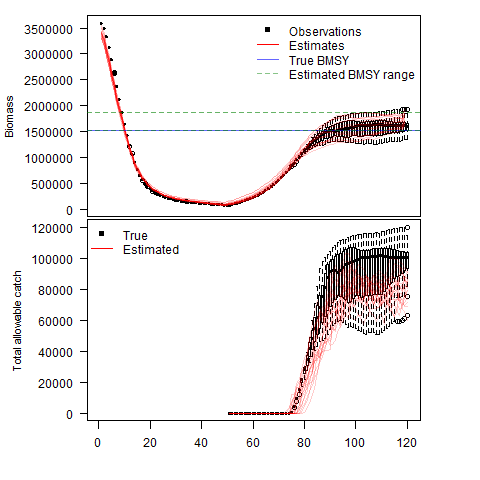 3500000
3000000
2500000
2000000
1500000
1000000
500000
0
Biomass
Observations
Estimates
True BMSY
Estimated BMSY range
120000
100000
80000
60000
40000
20000
0
Total allowable catch
True
Estimated
0 20 40 60 80 100 120